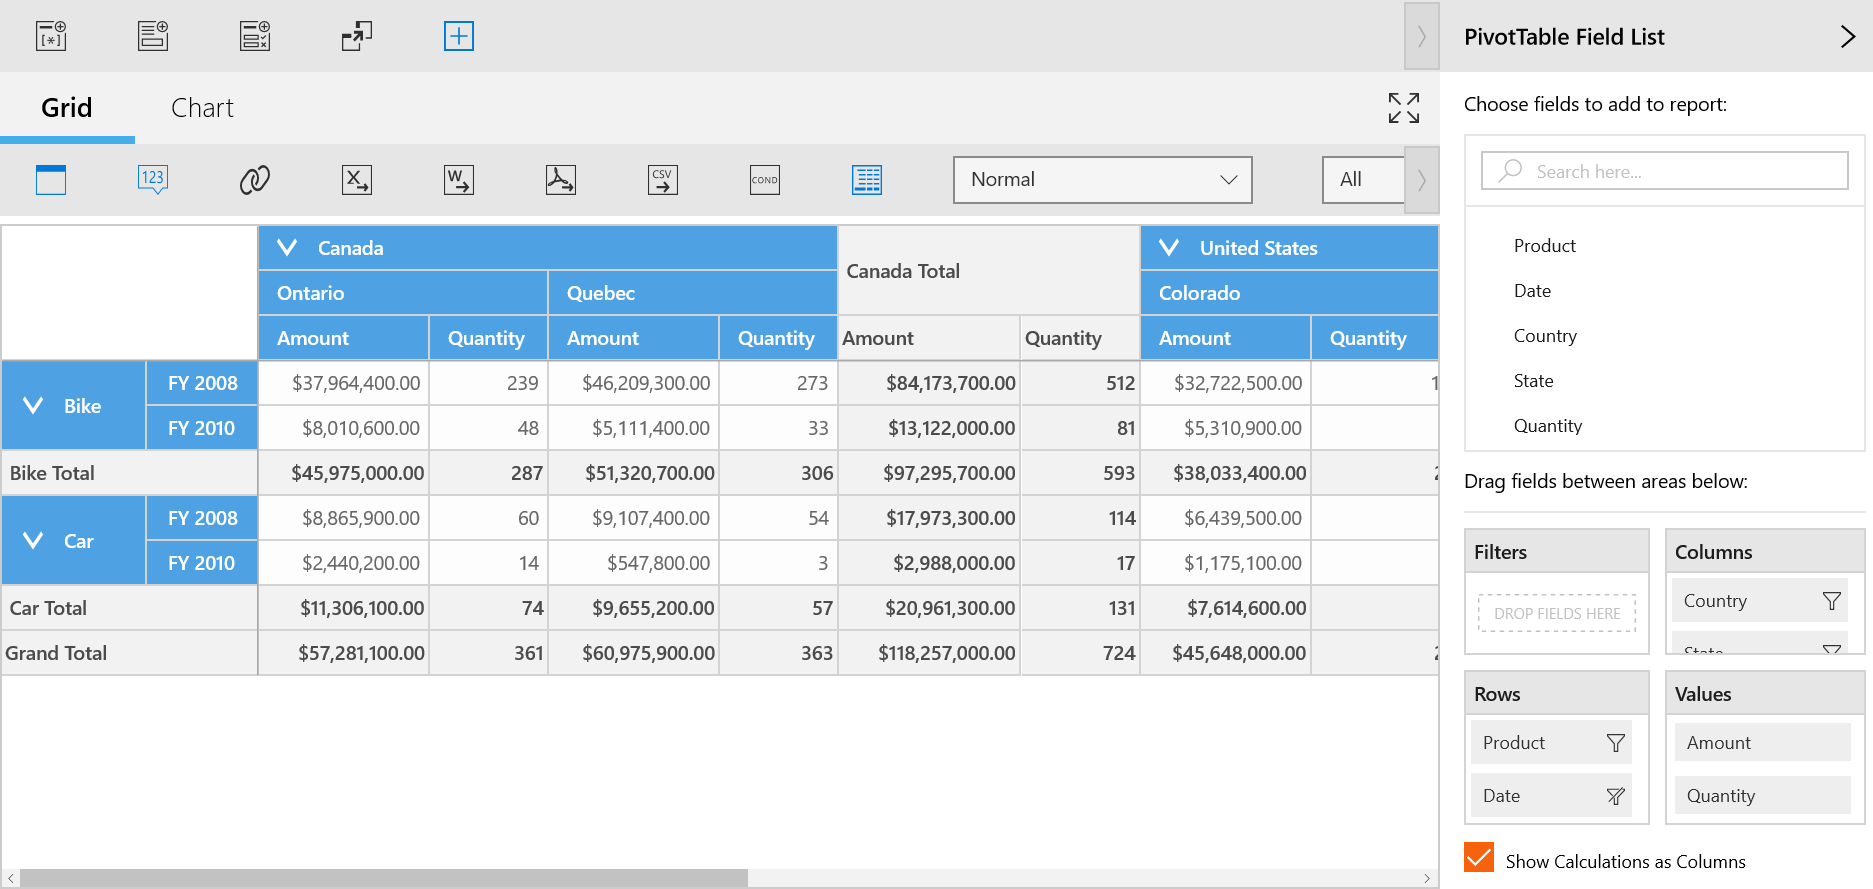 PivotTable Field List
Grid
Chart
Choose fields to add to report:
123
X
W
CSV
COND
Normal
All
Search here...
Canada
Canada Total
United States
Ontario
Quebec
Colorado
Amount Quantity Amount Quantity Amount Quantity Amount Quantity
Bike
FY 2008 $37,964,400.00 239 $46,209,300.00 273 $84,173,700.00 512 $32,722,500.00
FY 2010 $8,010,600.00 48 $5,111,400.00 33 $13,122,000.00 81 $5,310,900.00
Bike Total $45,975,000.00 287 $51,320,700.00 306 $97,295,700.00 593 $38,033,400.00
Car
FY 2008 $8,865,900.00 60 $9,107,400.00 54 $17,973,300.00 114 $6,439,500.00
FY 2010 $2,440,200.00 14 $547,800.00 3 $2,988,000.00 17 $1,175,100.00
Car Total $11,306,100.00 74 $9,655,200.00 57 $20,961,300.00 131 $7,614,600.00
Grand Total $57,281,100.00 361 $60,975,900.00 363 $118,257,000.00 724 $45,648,000.00
Product
Date
Country
State
Quantity
Drag fields between areas below:
Filters
DROP FIELDS HERE
Columns
Country
State
Rows
Product
Date
Values
Amount
Quantity
Show Calculations as Columns